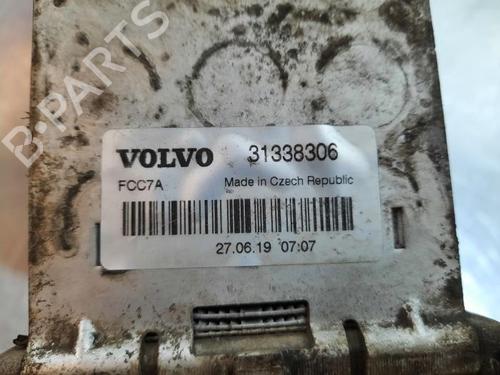 B-PARTS
VOLVO 31338306
FCC7A Made in Czech Republic
27.06.19 07:07